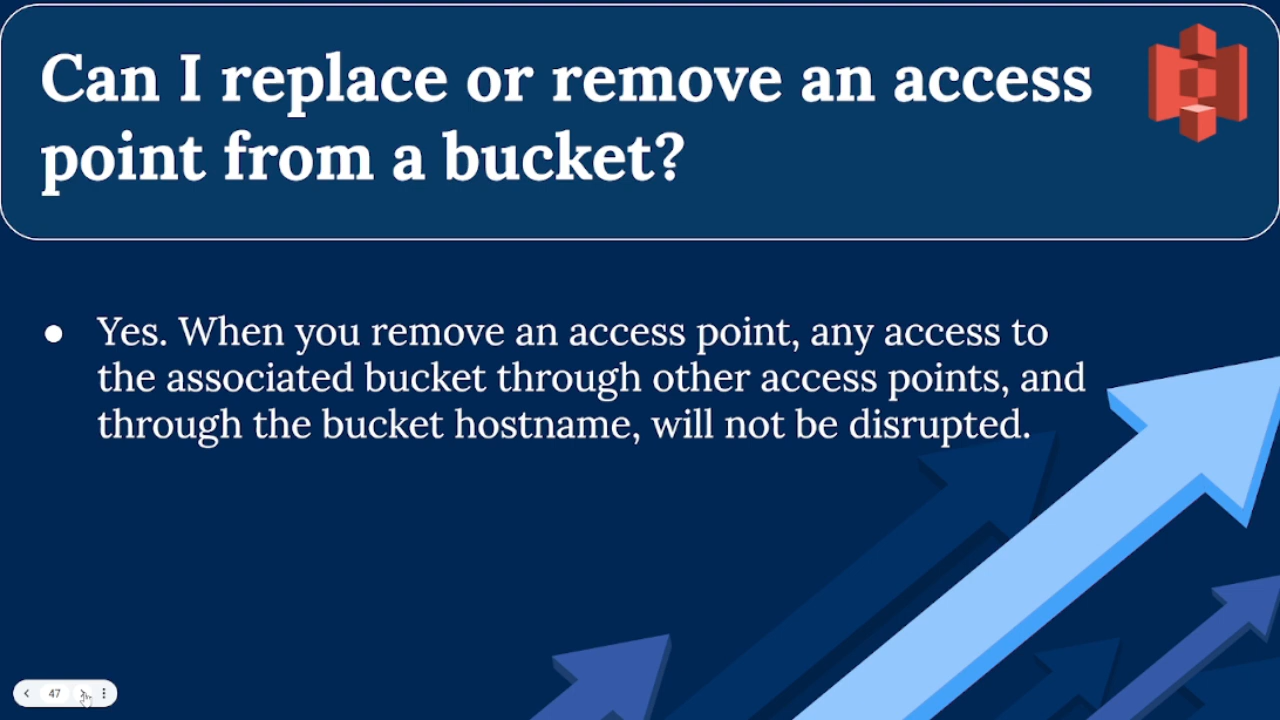 Can I replace or remove an access
point from a bucket?
● Yes. When you remove an access point, any access to
the associated bucket through other access points, and
through the bucket hostname, will not be disrupted.
47